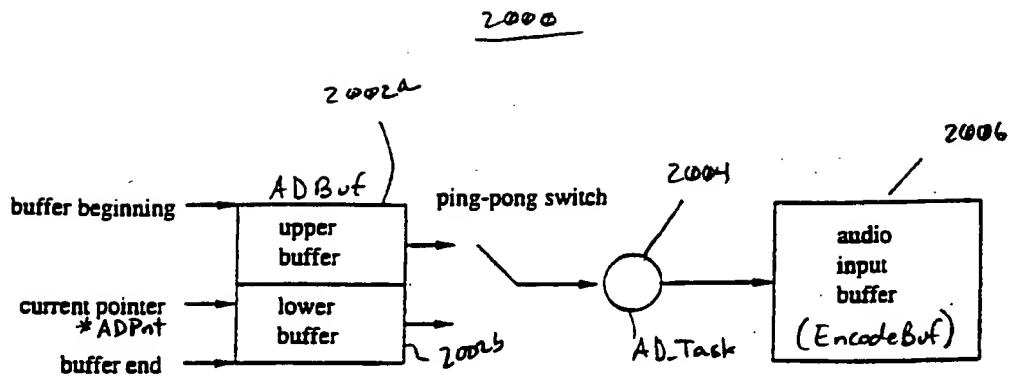 2000
2002a
2006
2004
ADBuf
buffer beginning
ping-pong switch
upper
buffer
audio
input
buffer
(EncodeBuf)
current pointer
*ADPnt
lower
buffer
2002b
AD_Task
buffer end